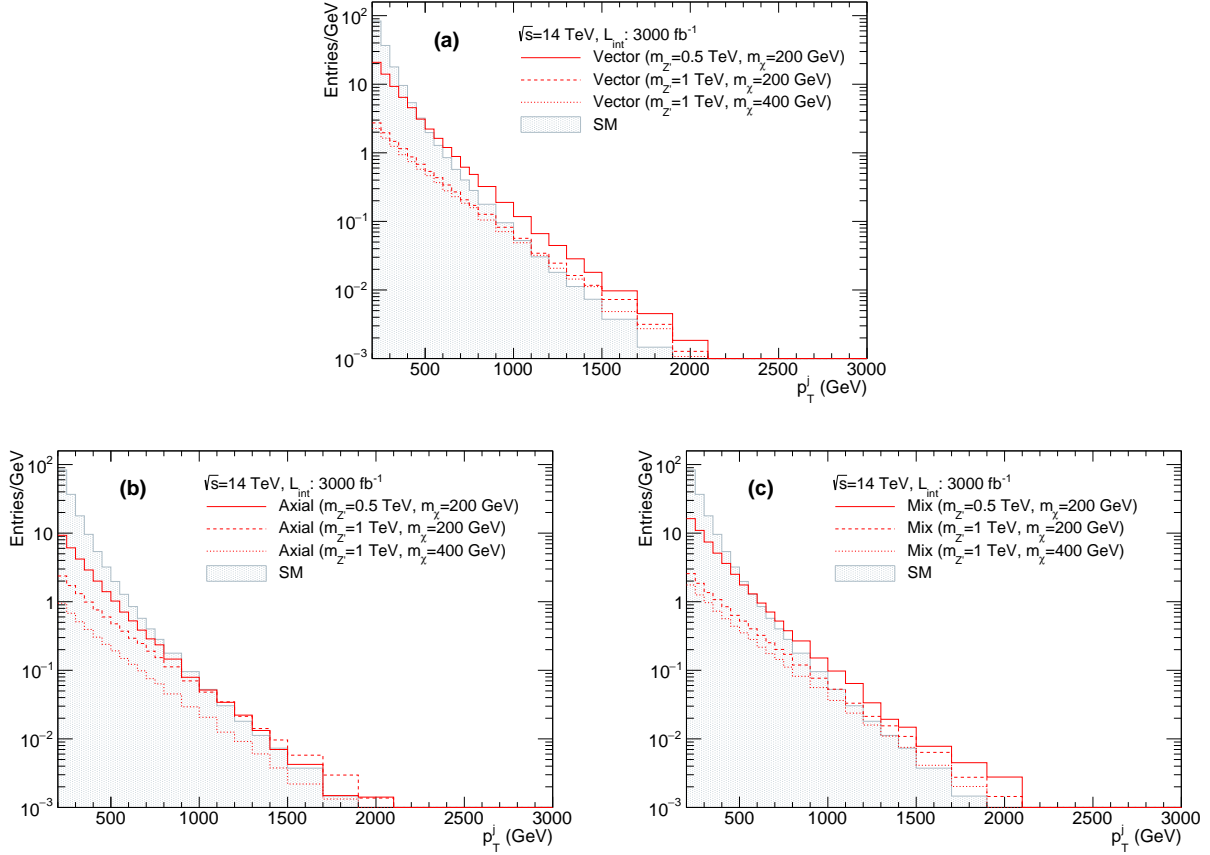 Entries/GeV
(a)
√s=14 TeV, L_int: 3000 fb⁻¹
Vector (m_Z'=0.5 TeV, m_χ=200 GeV)
Vector (m_Z'=1 TeV, m_χ=200 GeV)
Vector (m_Z'=1 TeV, m_χ=400 GeV)
SM
10²
10
1
10⁻¹
10⁻²
10⁻³
500 1000 1500 2000 2500 3000
p_T^j (GeV)
Entries/GeV
(b)
√s=14 TeV, L_int: 3000 fb⁻¹
Axial (m_Z'=0.5 TeV, m_χ=200 GeV)
Axial (m_Z'=1 TeV, m_χ=200 GeV)
Axial (m_Z'=1 TeV, m_χ=400 GeV)
SM
10²
10
1
10⁻¹
10⁻²
10⁻³
500 1000 1500 2000 2500 3000
p_T^j (GeV)
Entries/GeV
(c)
√s=14 TeV, L_int: 3000 fb⁻¹
Mix (m_Z'=0.5 TeV, m_χ=200 GeV)
Mix (m_Z'=1 TeV, m_χ=200 GeV)
Mix (m_Z'=1 TeV, m_χ=400 GeV)
SM
10²
10
1
10⁻¹
10⁻²
10⁻³
500 1000 1500 2000 2500 3000
p_T^j (GeV)